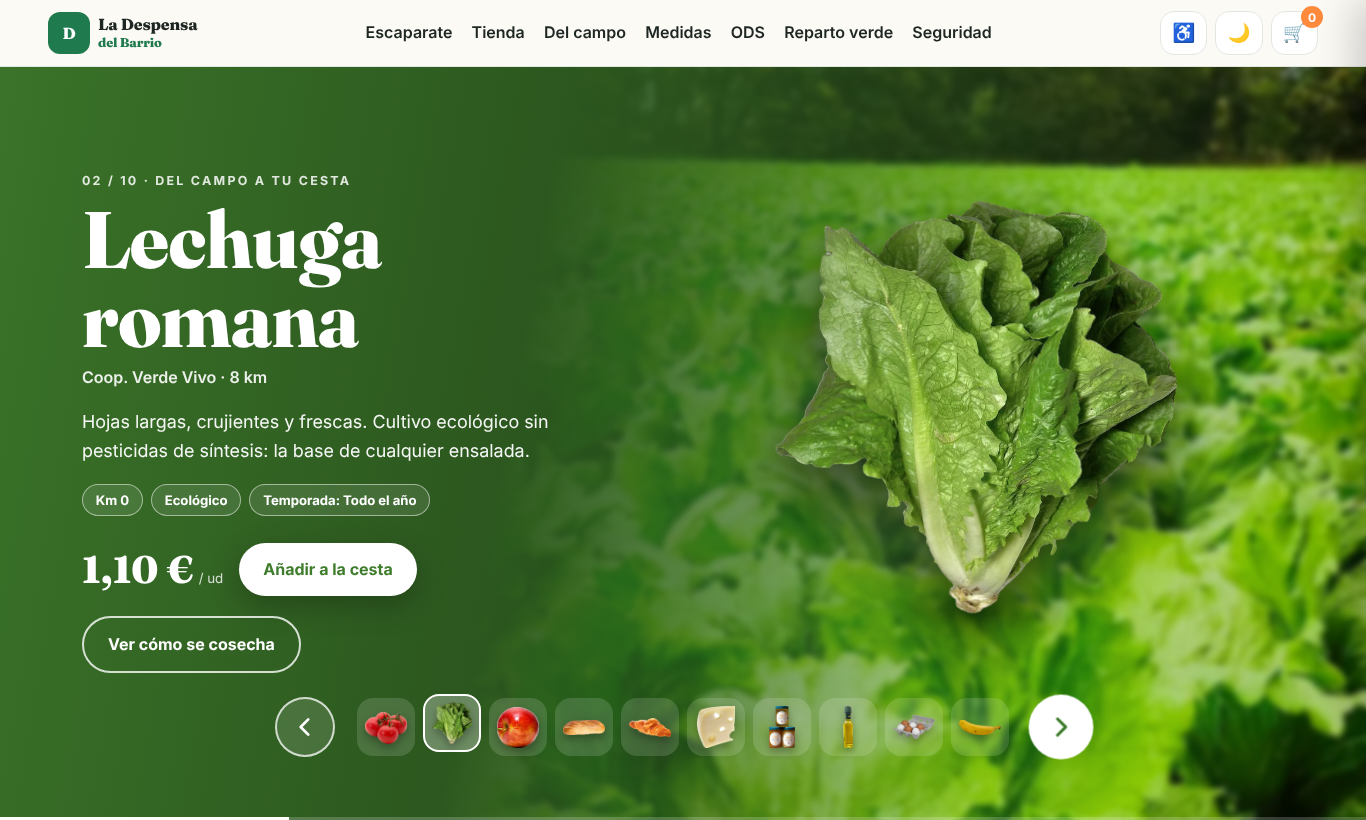 D
La Despensa
del Barrio
Escaparate Tienda Del campo Medidas ODS Reparto verde Seguridad
0
02 / 10 · DEL CAMPO A TU CESTA
Lechuga
romana
Coop. Verde Vivo · 8 km
Hojas largas, crujientes y frescas. Cultivo ecológico sin
pesticidas de síntesis: la base de cualquier ensalada.
Km 0 Ecológico Temporada: Todo el año
1,10 € / ud Añadir a la cesta
Ver cómo se cosecha